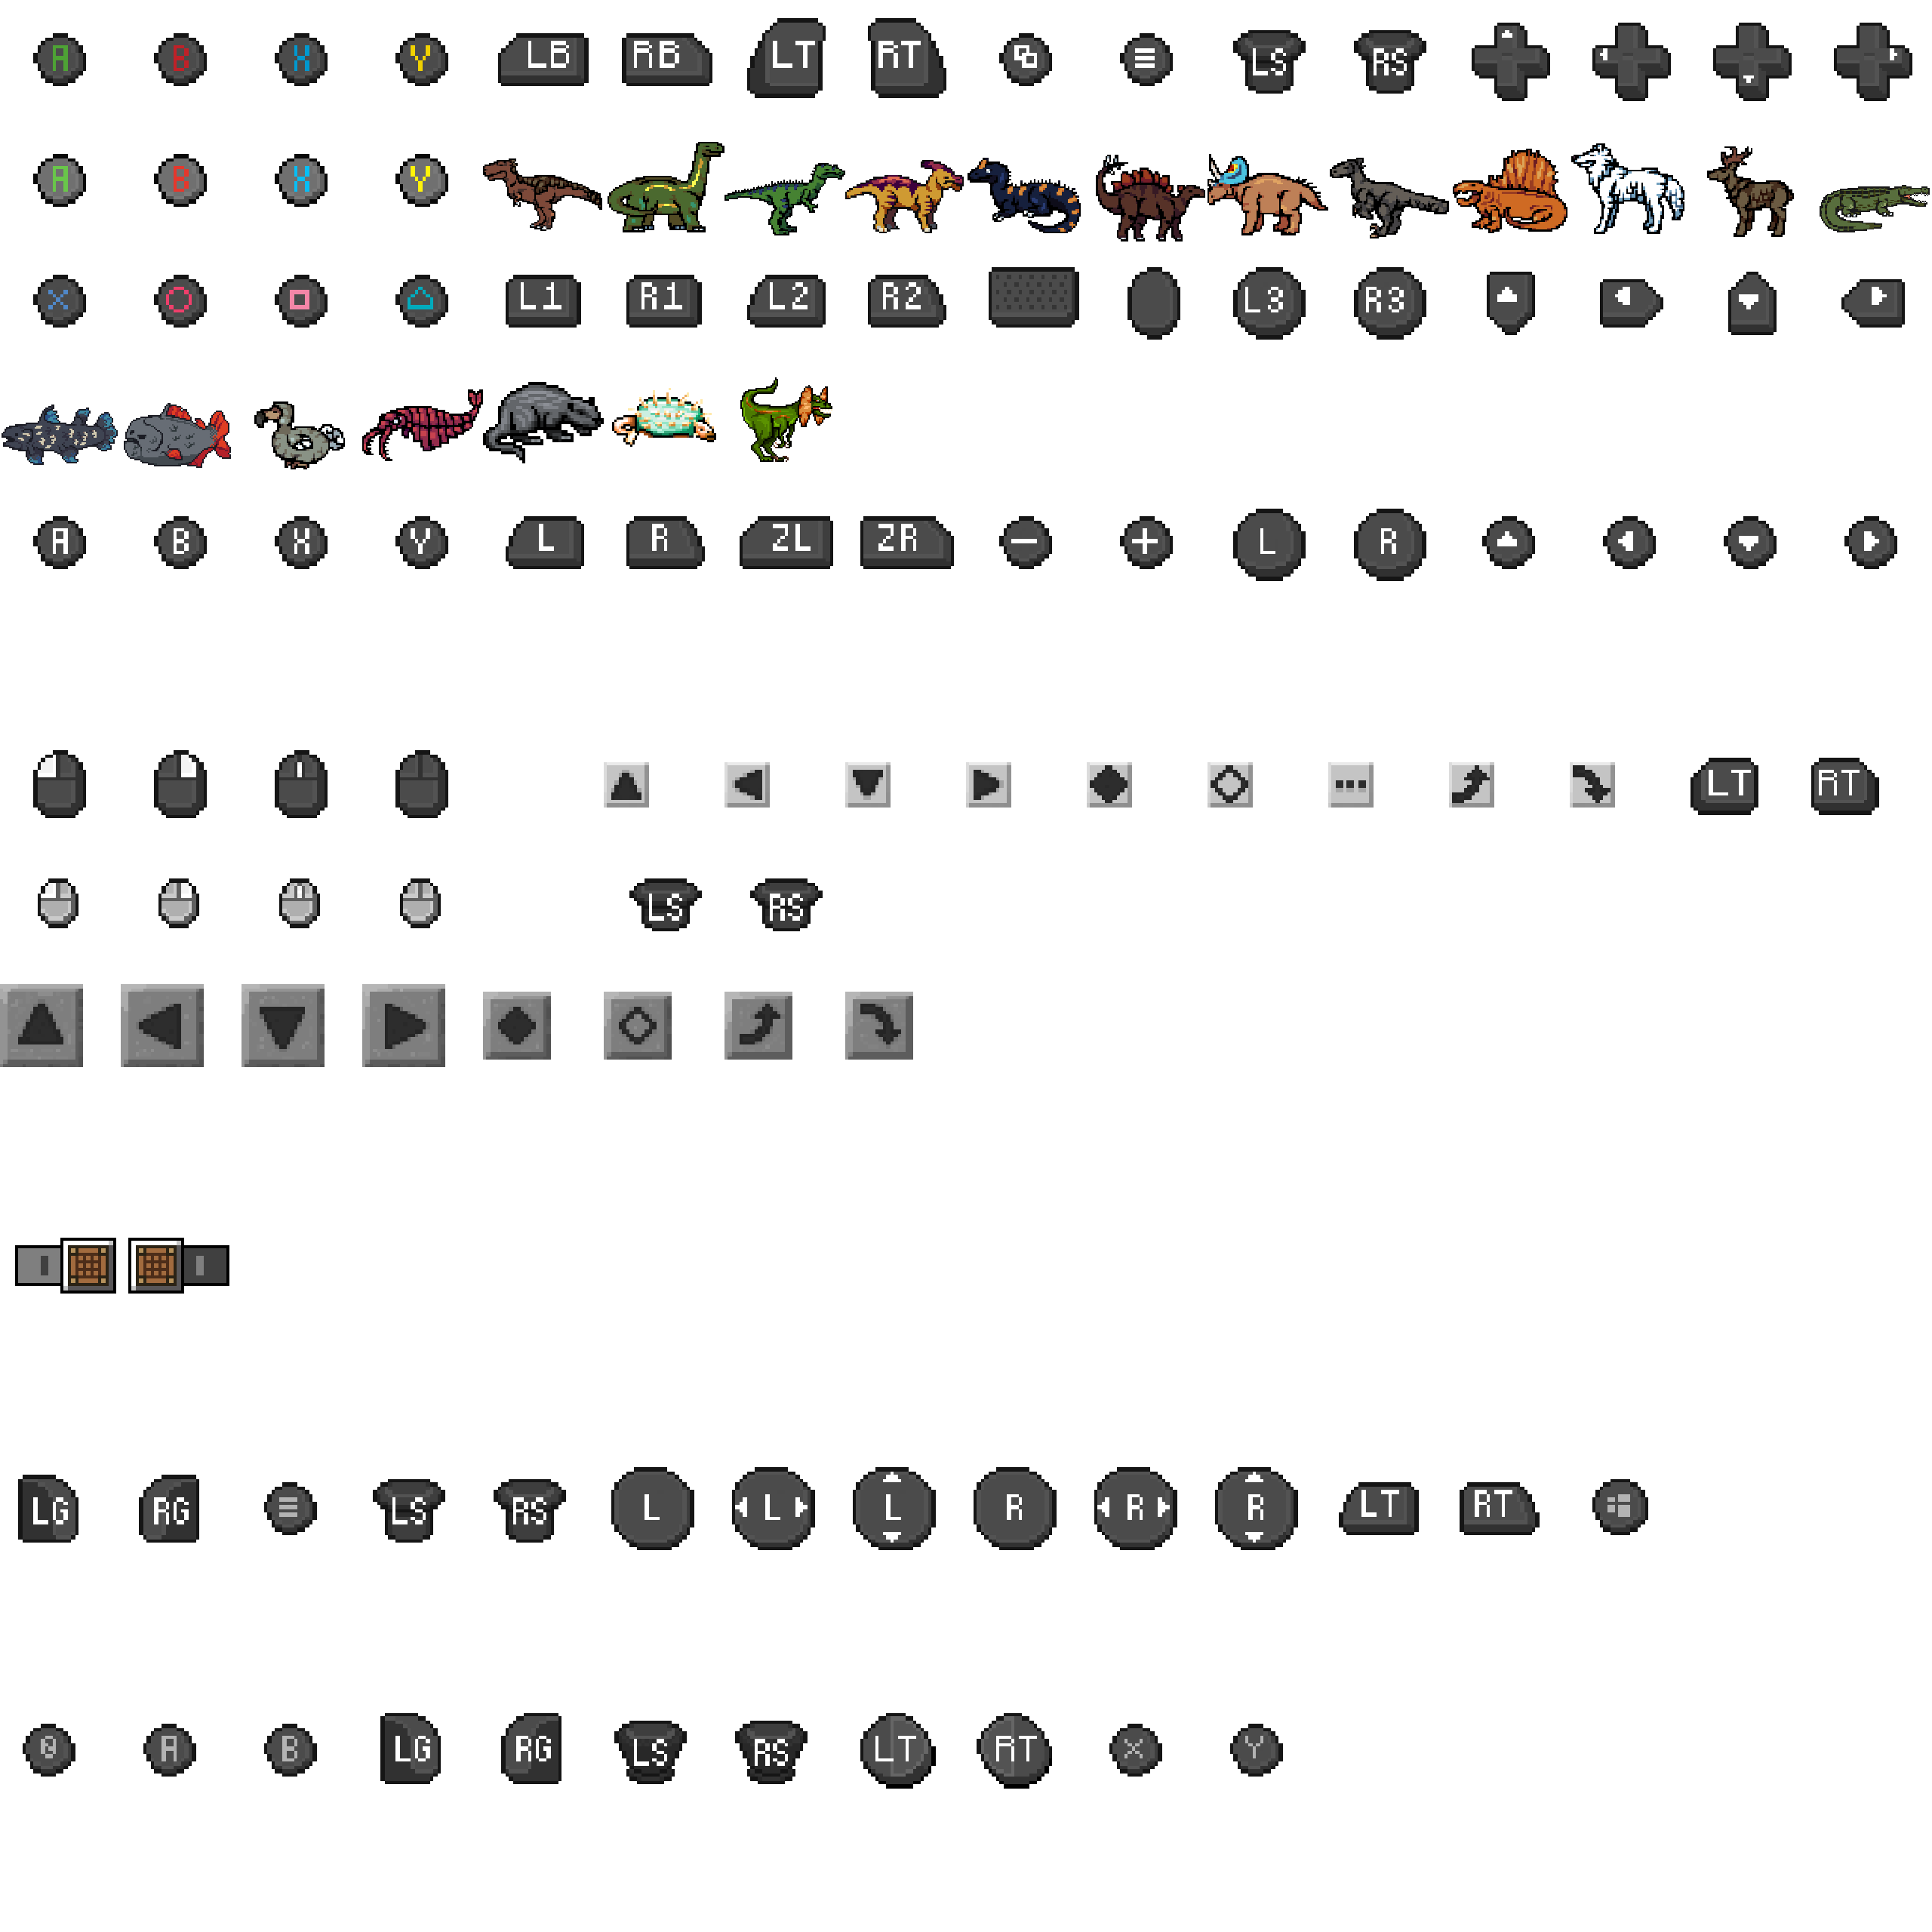 A B X Y LB RB LT RT LS RS
A B X Y
L1 R1 L2 R2 L3 R3
A B X Y L R ZL ZR L R
LT RT
LS RS
LG RG LS RS L L L R R R LT RT
A B LG RG LS RS LT RT X Y